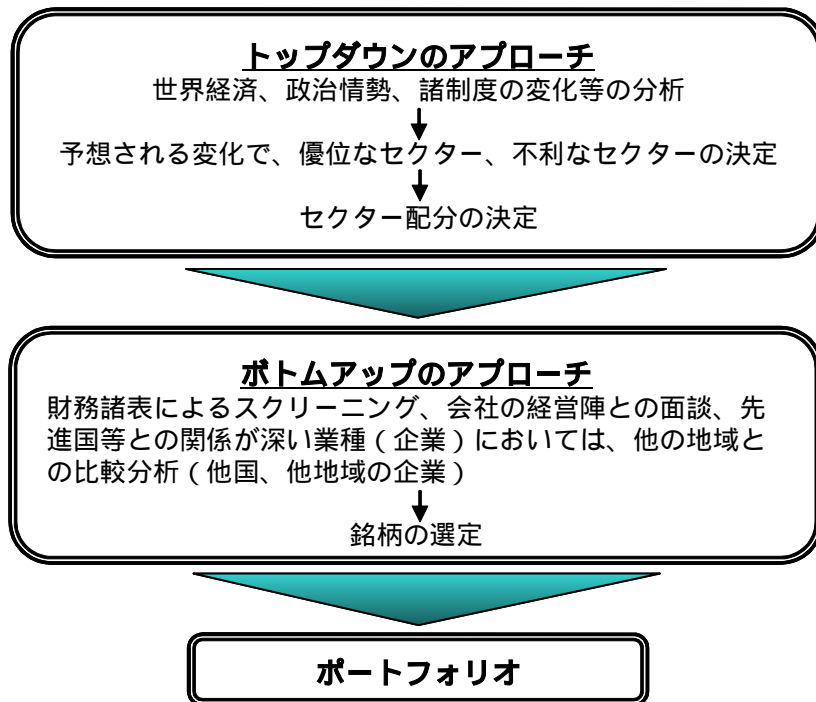 トップダウンのアプローチ
世界経済、政治情勢、諸制度の変化等の分析
予想される変化で、優位なセクター、不利なセクターの決定
セクター配分の決定
ボトムアップのアプローチ
財務諸表によるスクリーニング、会社の経営陣との面談、先
進国等との関係が深い業種（企業）においては、他の地域と
の比較分析（他国、他地域の企業）
銘柄の選定
ポートフォリオ